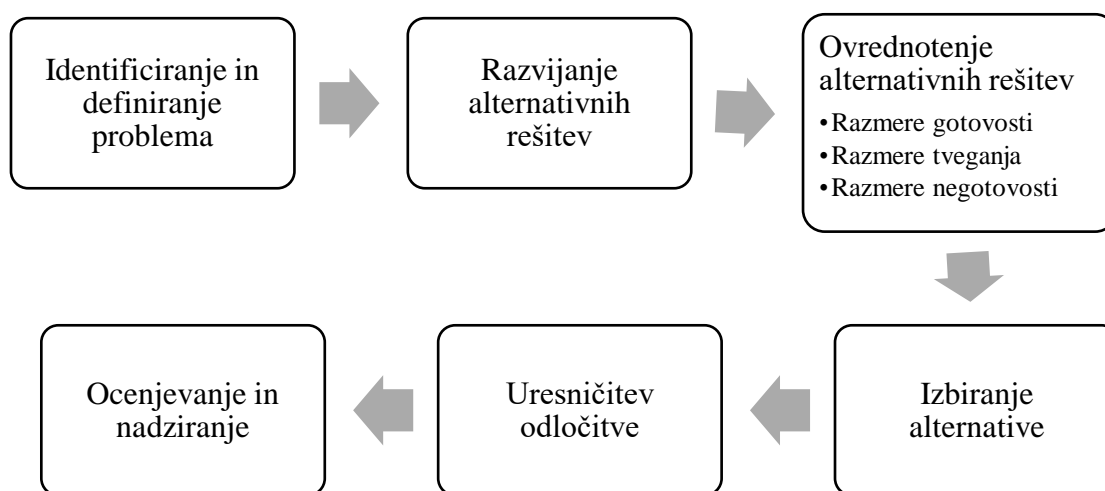 Identificiranje in
definiranje
problema
Razvijanje
alternativnih
rešitev
Ovrednotenje
alternativnih rešitev
•Razmere gotovosti
•Razmere tveganja
•Razmere negotovosti
Izbiranje
alternative
Uresničitev
odločitve
Ocenjevanje in
nadziranje